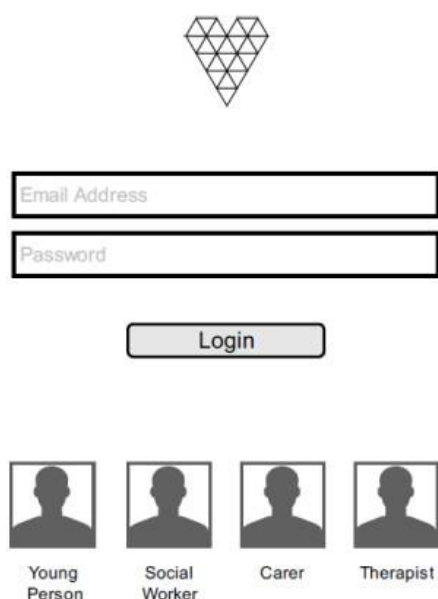 Email Address
Password
Login
Young Person
Social Worker
Carer
Therapist